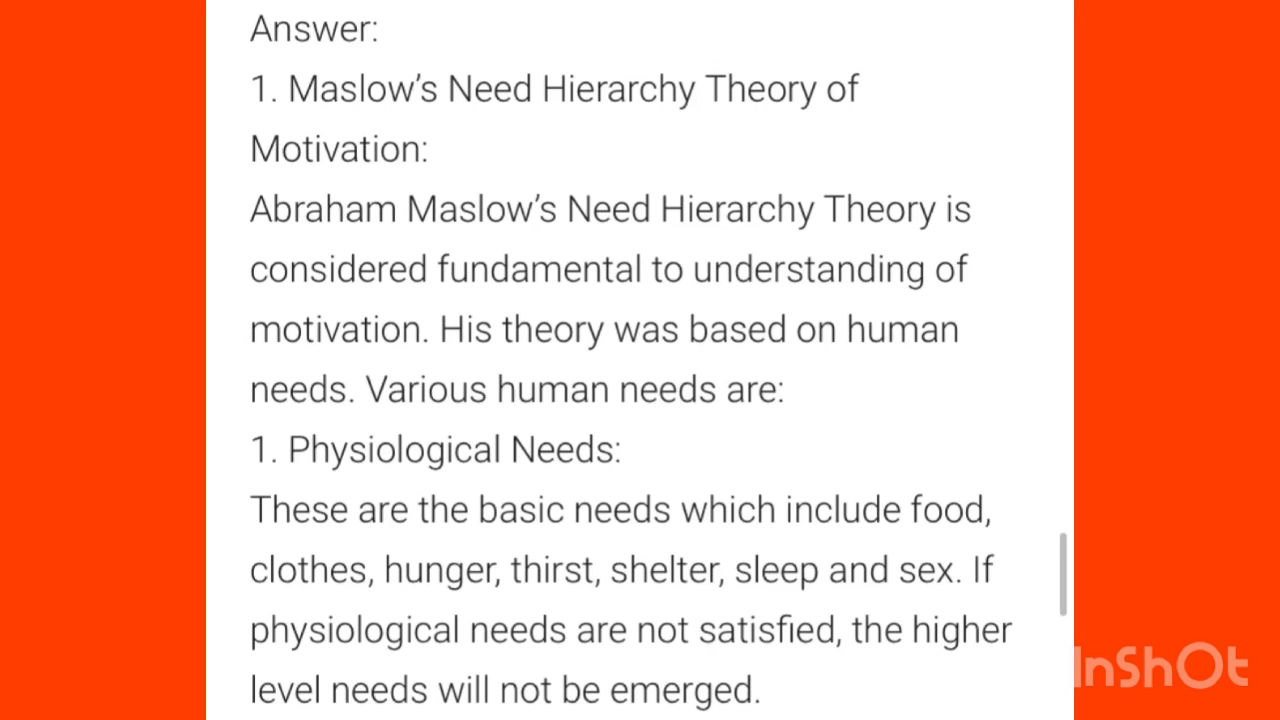 Answer:
1. Maslow’s Need Hierarchy Theory of
Motivation:
Abraham Maslow’s Need Hierarchy Theory is
considered fundamental to understanding of
motivation. His theory was based on human
needs. Various human needs are:
1. Physiological Needs:
These are the basic needs which include food,
clothes, hunger, thirst, shelter, sleep and sex. If
physiological needs are not satisfied, the higher
level needs will not be emerged.
InShOt